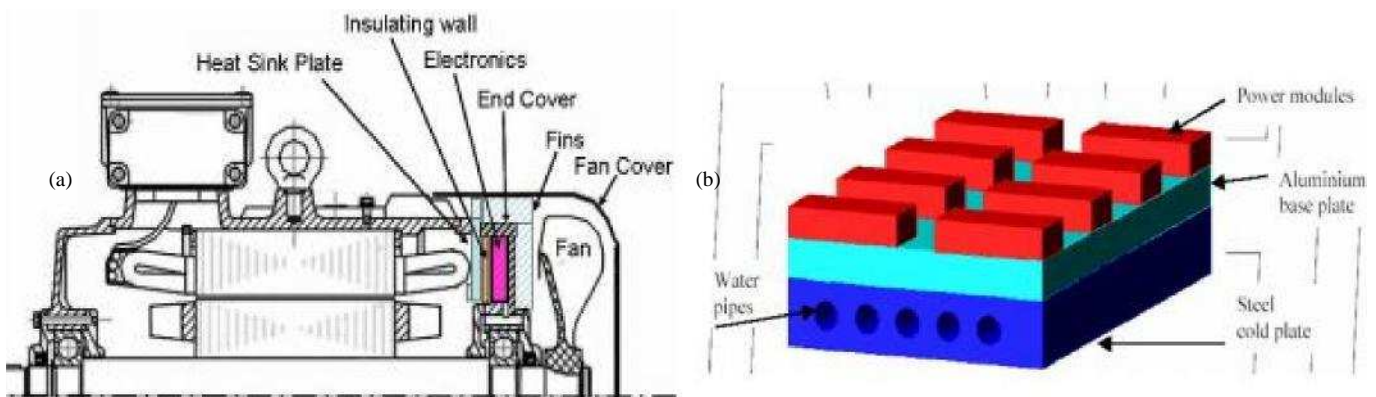 Insulating wall
Heat Sink Plate
Electronics
End Cover
Fins
Fan Cover
(a)
Fan
(b)
Power modules
Aluminium
base plate
Water
pipes
Steel
cold plate